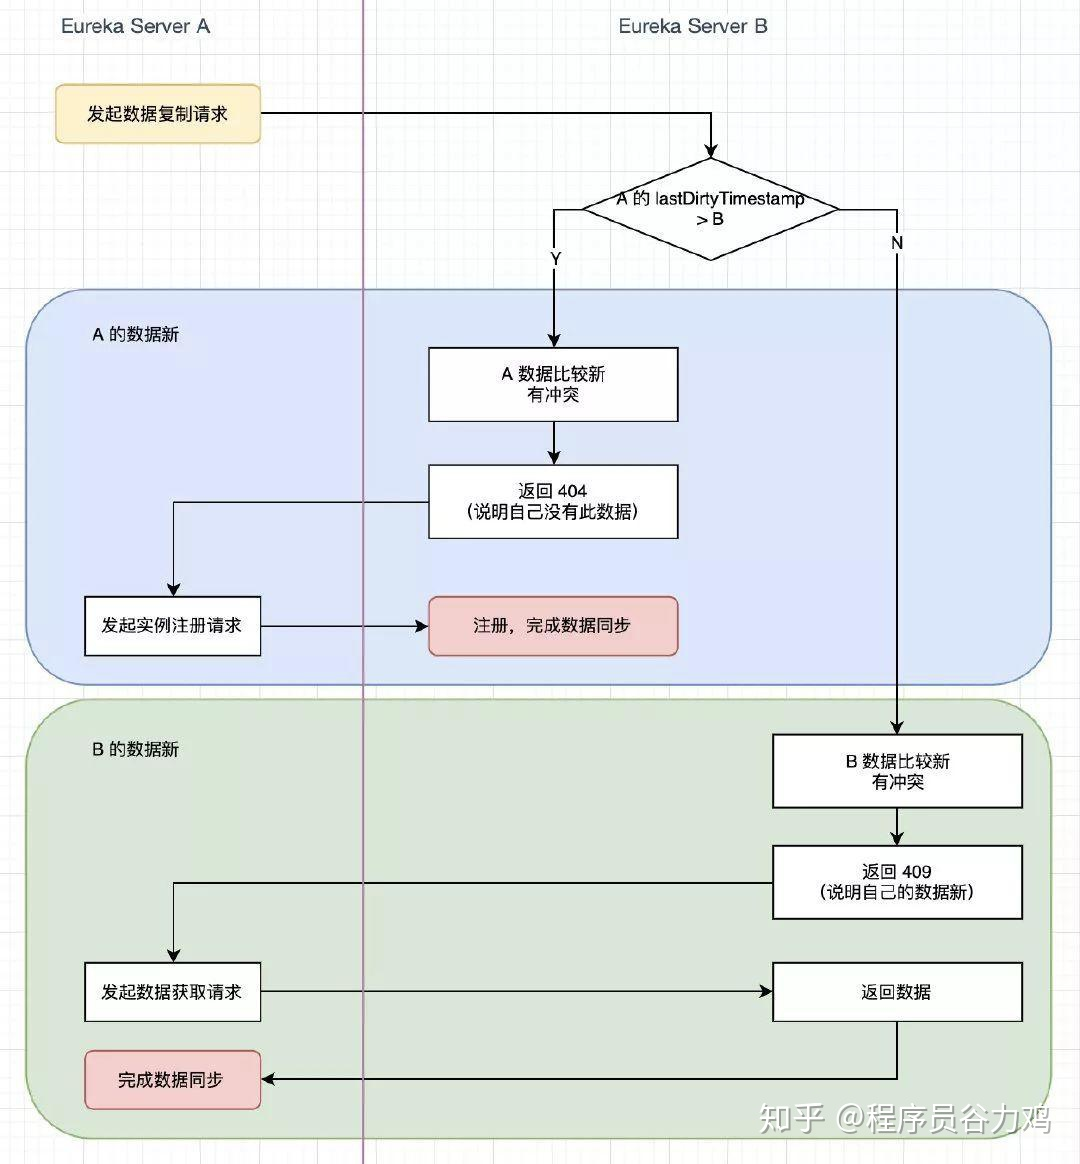 Eureka Server A
Eureka Server B
发起数据复制请求
A 的 lastDirtyTimestamp
> B
Y
N
A 的数据新
A 数据比较新
有冲突
返回 404
（说明自己没有此数据）
发起实例注册请求
注册，完成数据同步
B 的数据新
B 数据比较新
有冲突
返回 409
（说明自己的数据新）
发起数据获取请求
返回数据
完成数据同步
知乎 @程序员谷力鸡